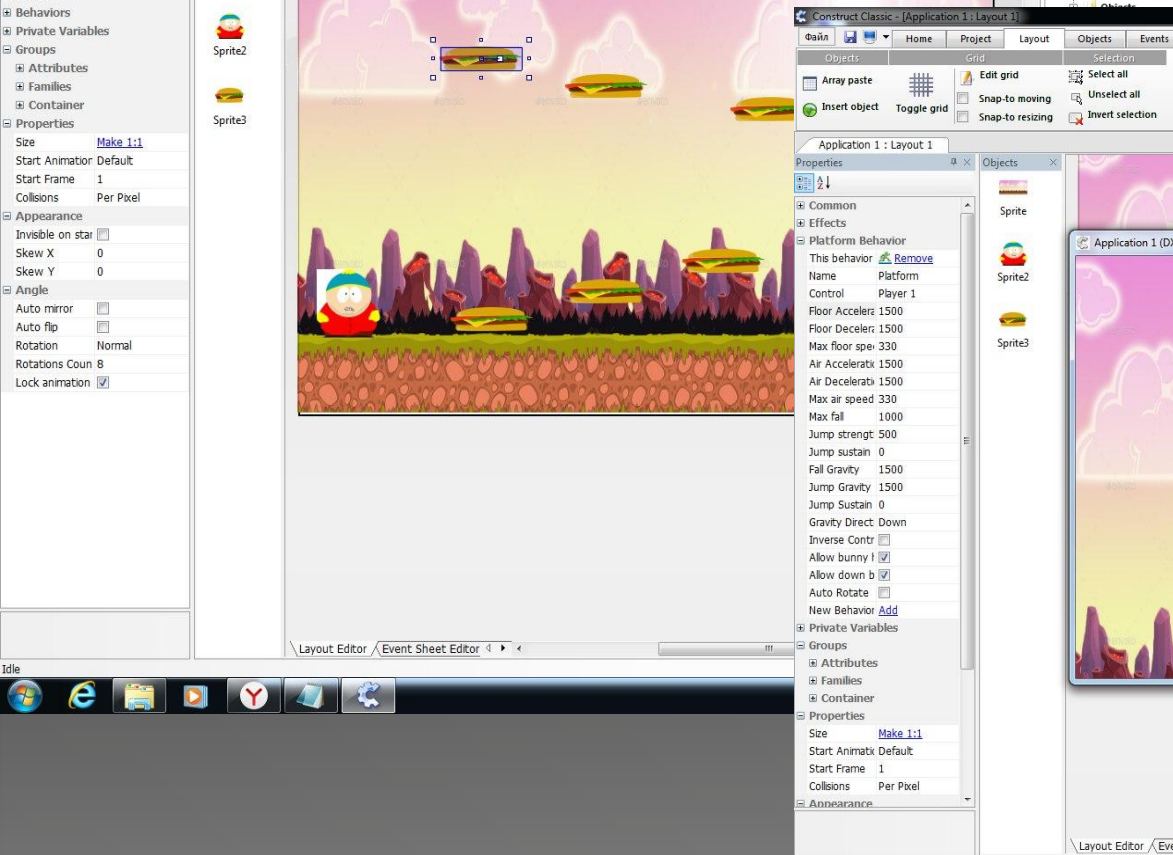 Behaviors
Private Variables
Groups
Attributes
Families
Container
Properties
Size Make 1:1
Start Animation Default
Start Frame 1
Collisions Per Pixel
Appearance
Invisible on star
Skew X 0
Skew Y 0
Angle
Auto mirror
Auto flip
Rotation Normal
Rotations Coun 8
Lock animation
Idle
Sprite2
Sprite3
Layout Editor Event Sheet Editor
Construct Classic - [Application 1 : Layout 1]
Файл Home Project Layout Objects Events
Objects Grid Selection
Array paste
Insert object
Toggle grid
Edit grid
Snap-to moving
Snap-to resizing
Select all
Unselect all
Invert selection
Application 1 : Layout 1
Properties
Common
Effects
Platform Behavior
This behavior Remove
Name Platform
Control Player 1
Floor Accelera 1500
Floor Decelera 1500
Max floor spe 330
Air Acceleratic 1500
Air Decelerati 1500
Max air speed 330
Max fall 1000
Jump strengt 500
Jump sustain 0
Fall Gravity 1500
Jump Gravity 1500
Jump Sustain 0
Gravity Direct Down
Inverse Contr
Allow bunny h
Allow down b
Auto Rotate
New Behavior Add
Private Variables
Groups
Attributes
Families
Container
Properties
Size Make 1:1
Start Animatic Default
Start Frame 1
Collisions Per Pixel
Appearance
Objects
Sprite
Sprite2
Sprite3
Application 1 (DX
Layout Editor Eve